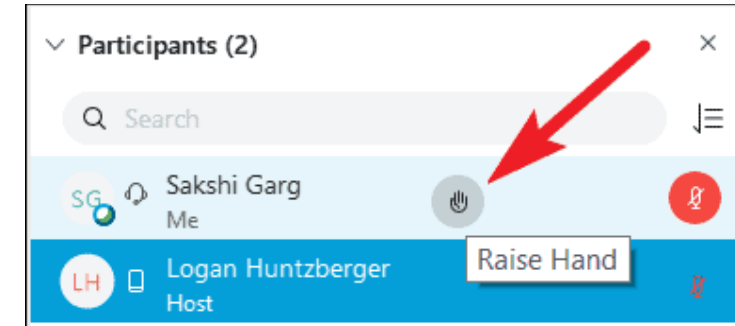 Participants (2)
Search
SG
Sakshi Garg
Me
Raise Hand
LH
Logan Huntzberger
Host